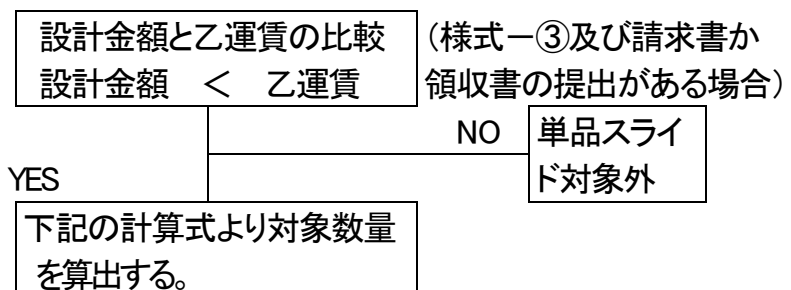 設計金額と乙運賃の比較
設計金額　＜　乙運賃
(様式ー③及び請求書か
領収書の提出がある場合)
NO
単品スライ
ド対象外
YES
下記の計算式より対象数量
を算出する。